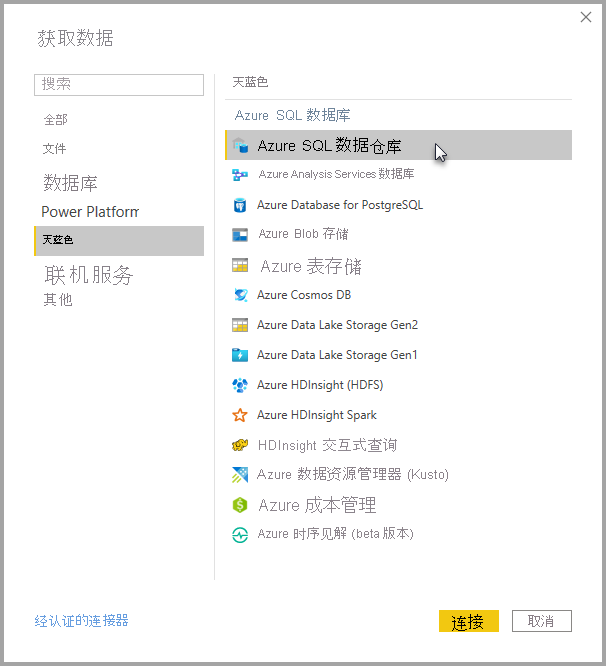 获取数据
搜索
全部
文件
数据库
Power Platform
天蓝色
联机服务
其他
天蓝色
Azure SQL 数据库
Azure SQL 数据仓库
Azure Analysis Services 数据库
Azure Database for PostgreSQL
Azure Blob 存储
Azure 表存储
Azure Cosmos DB
Azure Data Lake Storage Gen2
Azure Data Lake Storage Gen1
Azure HDInsight (HDFS)
Azure HDInsight Spark
HDInsight 交互式查询
Azure 数据资源管理器 (Kusto)
Azure 成本管理
Azure 时序见解 (beta 版本)
经认证的连接器
连接
取消